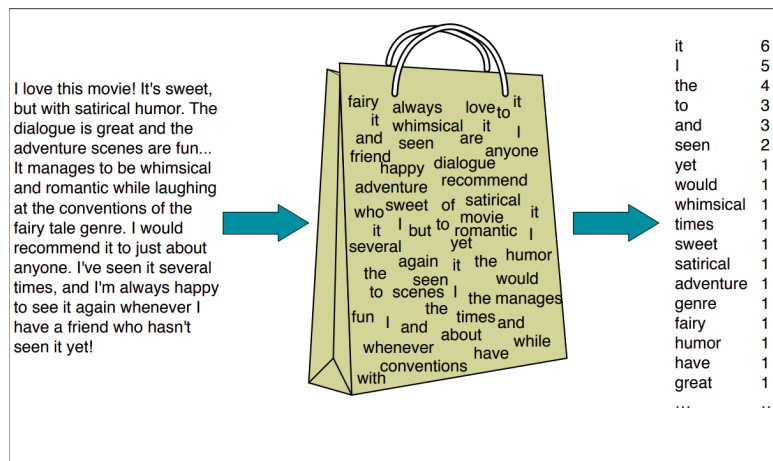 I love this movie! It's sweet,
but with satirical humor. The
dialogue is great and the
adventure scenes are fun...
It manages to be whimsical
and romantic while laughing
at the conventions of the
fairy tale genre. I would
recommend it to just about
anyone. I've seen it several
times, and I'm always happy
to see it again whenever I
have a friend who hasn't
seen it yet!
fairy always love to it
it whimsical it I
and seen are anyone
friend happy dialogue
adventure recommend
who sweet of satirical it
it I but to romantic movie I
several yet
again it the humor
the seen would
to scenes I the manages
fun I and the times and
whenever about while
have
conventions
with
it 6
I 5
the 4
to 3
and 3
seen 2
yet 1
would 1
whimsical 1
times 1
sweet 1
satirical 1
adventure 1
genre 1
fairy 1
humor 1
have 1
great 1
... ..